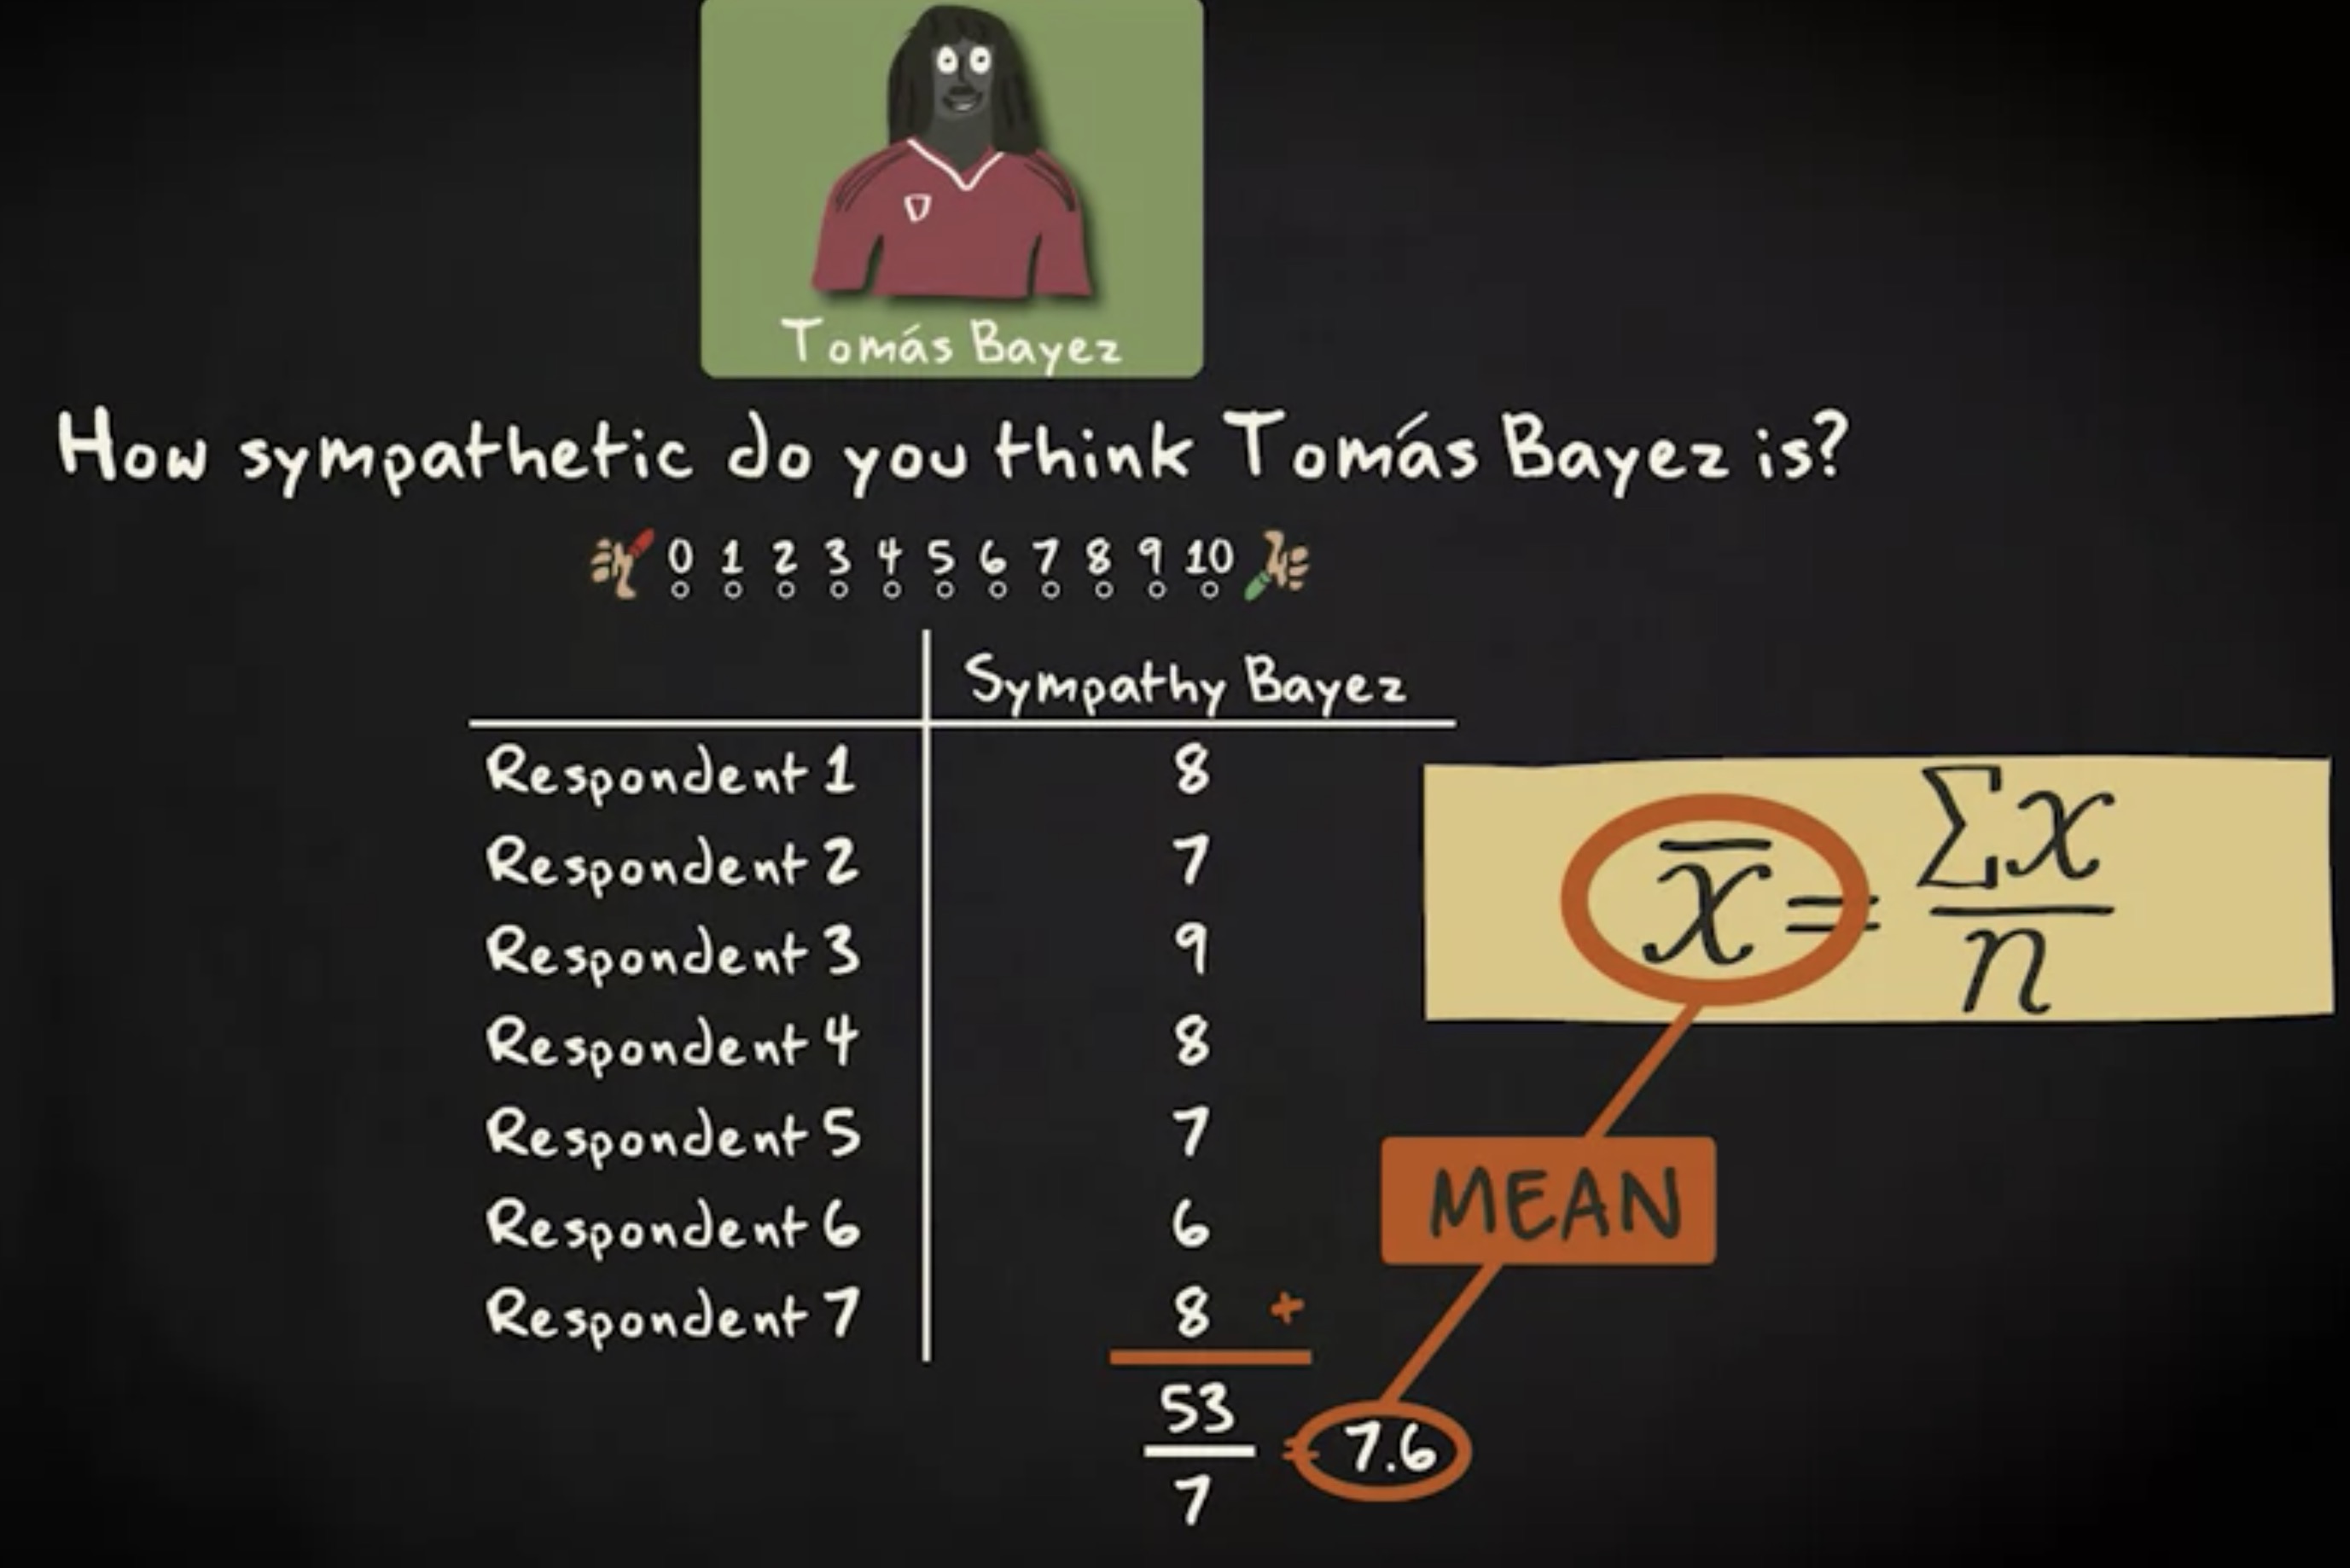 Tomás Bayez
How sympathetic do you think Tomás Bayez is?
0 1 2 3 4 5 6 7 8 9 10
Sympathy Bayez
Respondent 1 8
Respondent 2 7
Respondent 3 9
Respondent 4 8
Respondent 5 7
Respondent 6 6
Respondent 7 8 +
53
7
= 7.6
x̄ = Σx
n
MEAN